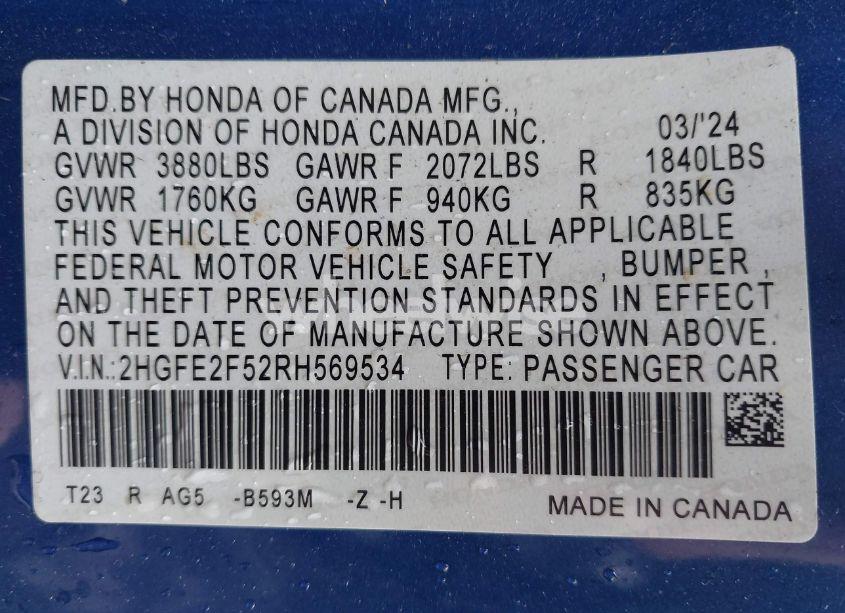 MFD.BY HONDA OF CANADA MFG.,
A DIVISION OF HONDA CANADA INC. 03/'24
GVWR 3880LBS GAWR F 2072LBS R 1840LBS
GVWR 1760KG GAWR F 940KG R 835KG
THIS VEHICLE CONFORMS TO ALL APPLICABLE
FEDERAL MOTOR VEHICLE SAFETY , BUMPER ,
AND THEFT PREVENTION STANDARDS IN EFFECT
ON THE DATE OF MANUFACTURE SHOWN ABOVE.
V.I.N.:2HGFE2F52RH569534 TYPE: PASSENGER CAR
T23 R AG5 -B593M -Z -H
MADE IN CANADA